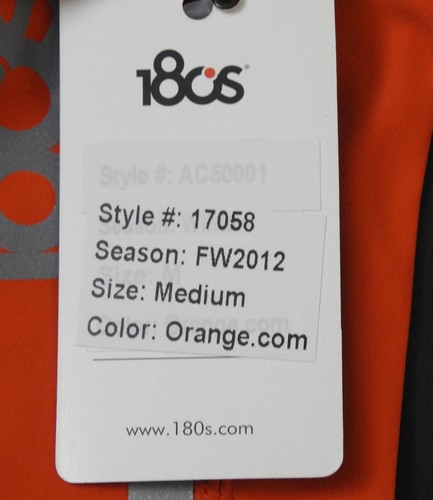 180s
Style #: AC50001
Style #: 17058
Season: FW2012
Size: Medium
Color: Orange.com
www.180s.com